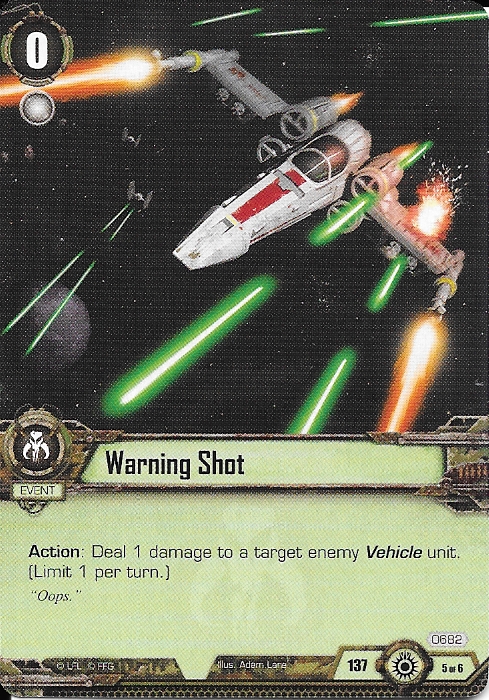 0
Warning Shot
EVENT
Action: Deal 1 damage to a target enemy Vehicle unit.
(Limit 1 per turn.)
"Oops."
0682
© LFL © FFG
Illus. Adam Lane
137
5 of 6